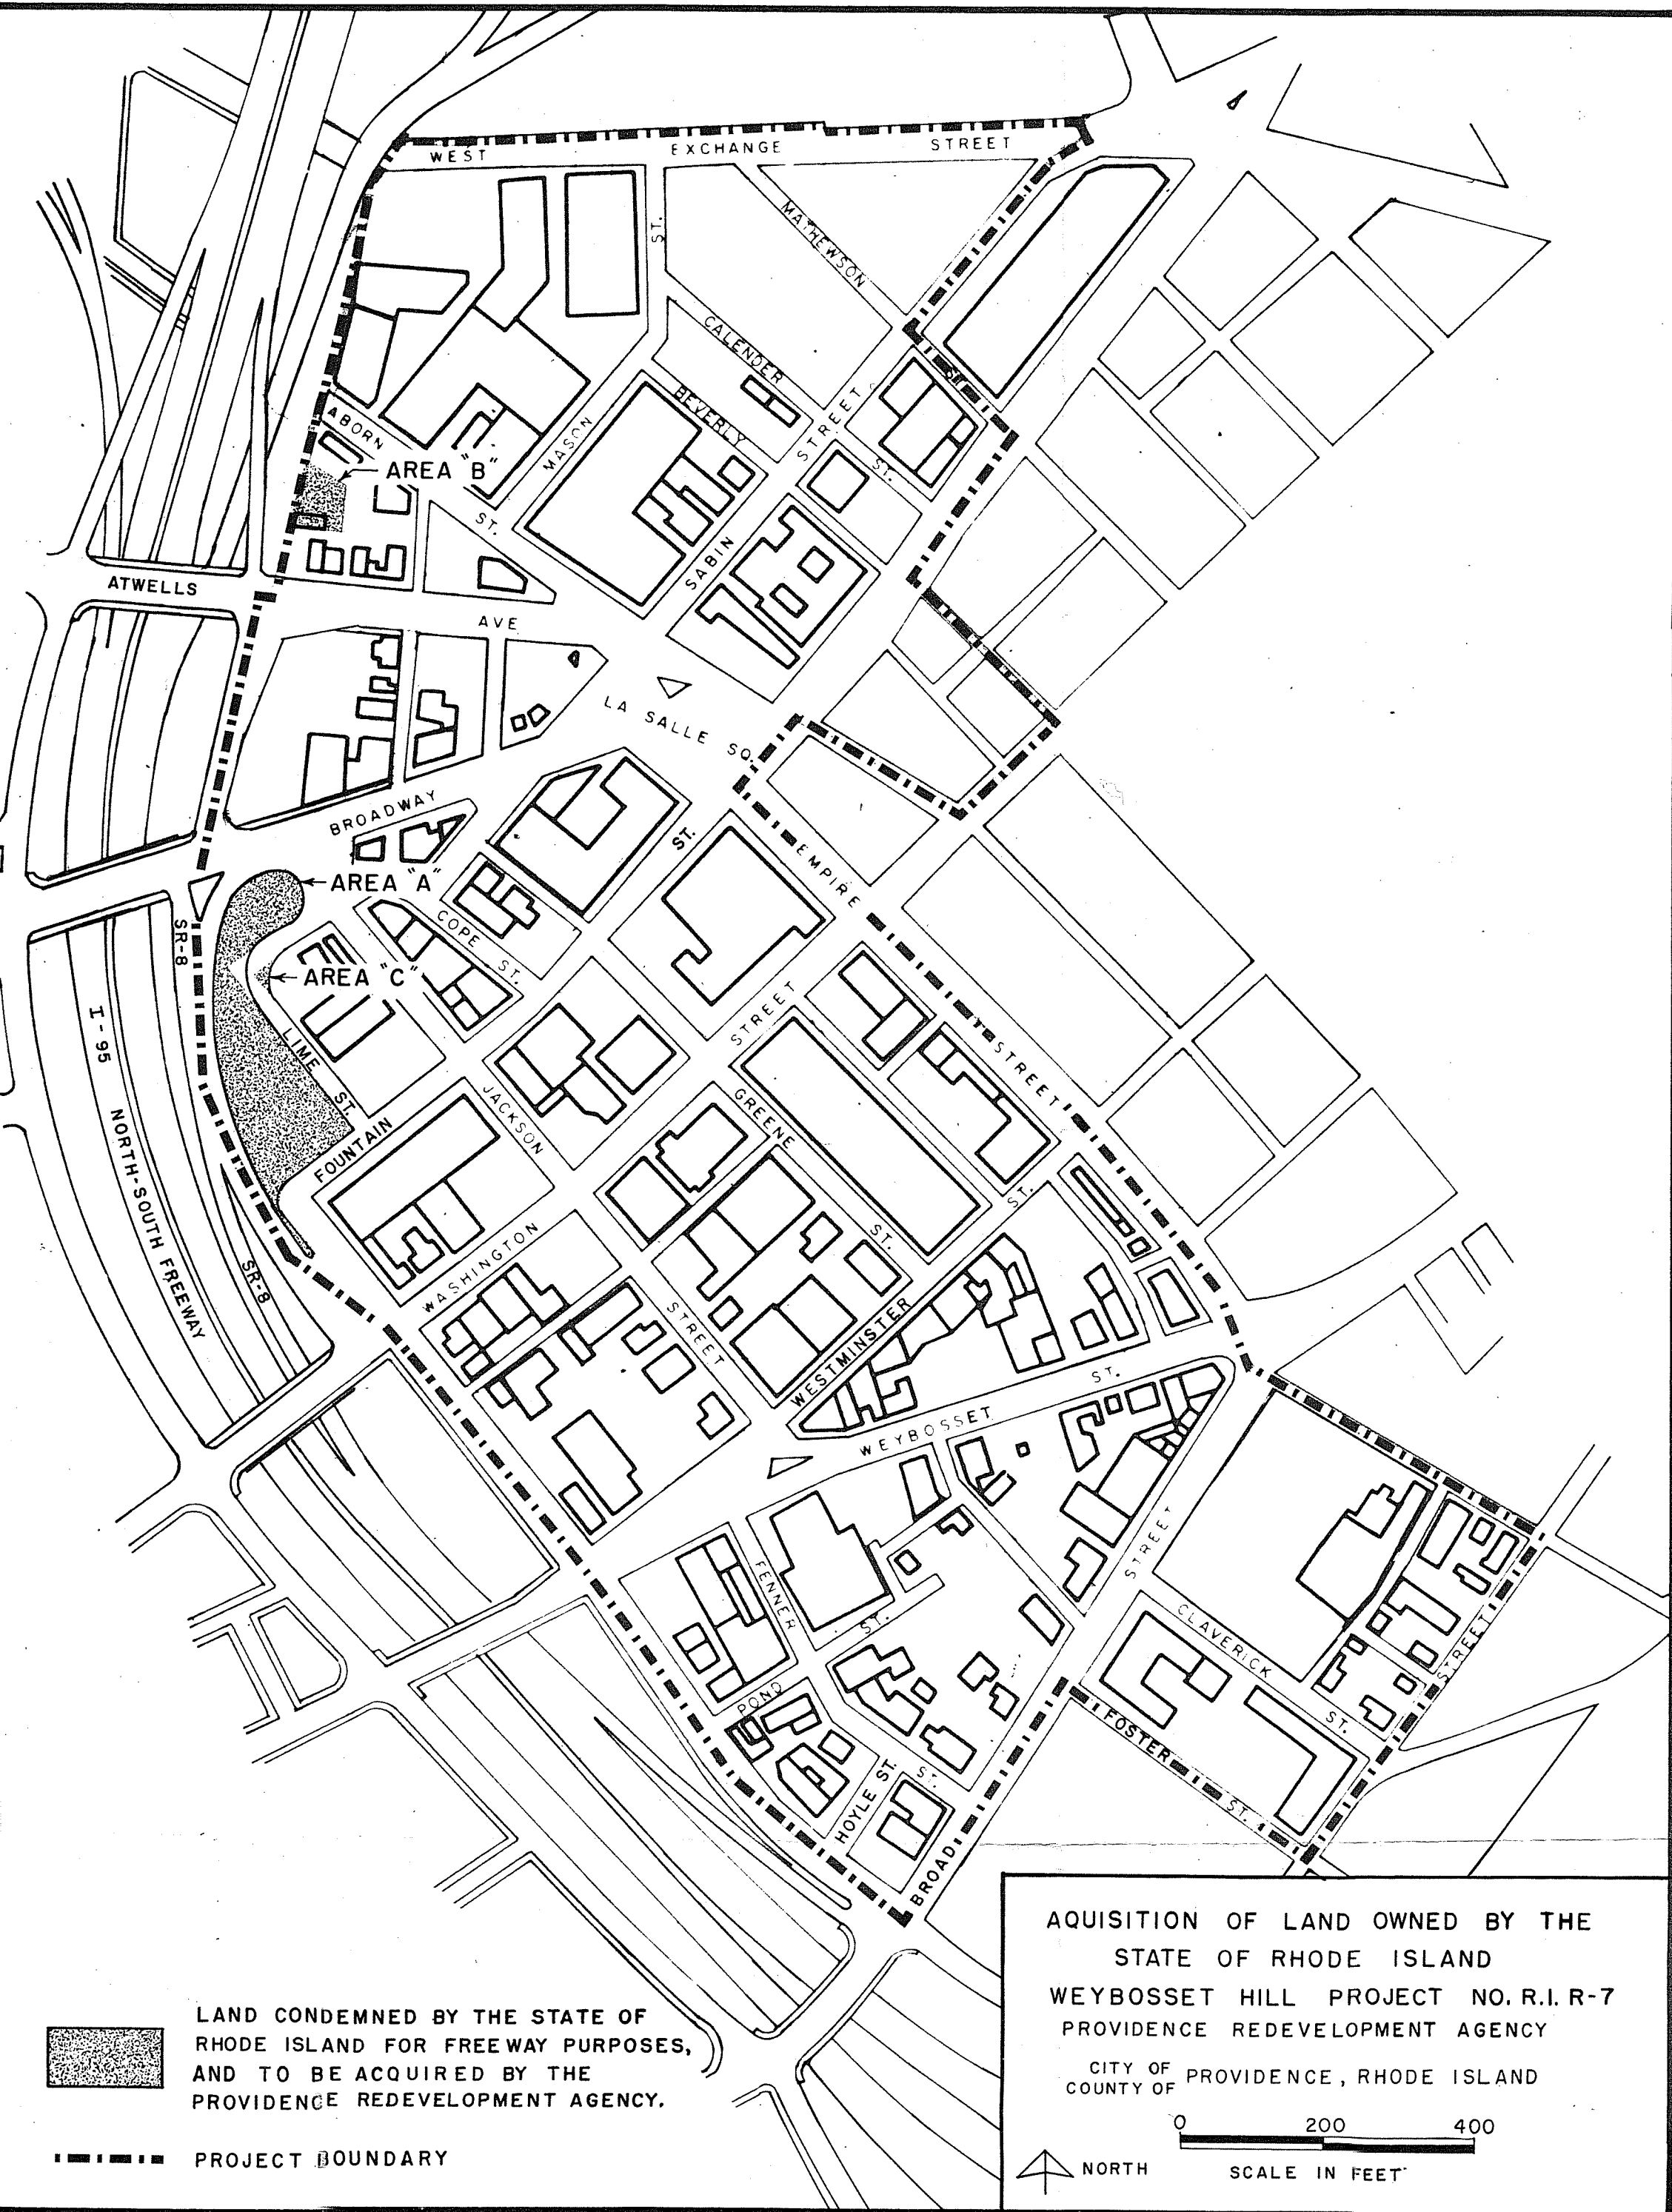 WEST EXCHANGE STREET
ST.
MATHEWSON
CALENDER
ST.
BEVERLY
STREET
ABORN
MASON
AREA "B"
ST.
ST.
SABIN
ATWELLS
AVE
LA SALLE SQ.
BROADWAY
ST.
EMPIRE
AREA "A"
COPE
ST.
SR-8
AREA "C"
STREET
I-95
LIME
ST.
STREET
JACKSON
GREENE
FOUNTAIN
NORTH-SOUTH FREEWAY
ST.
ST.
WASHINGTON
SR-8
STREET
WESTMINSTER
ST.
WEYBOSSET
STREET
FENNER
ST.
CLAVERICK
STREET
POND
ST.
FOSTER
HOYLE ST.
ST.
ST.
BROAD
AQUISITION OF LAND OWNED BY THE
STATE OF RHODE ISLAND
WEYBOSSET HILL PROJECT NO. R.I. R-7
PROVIDENCE REDEVELOPMENT AGENCY
CITY OF
COUNTY OF PROVIDENCE, RHODE ISLAND
0 200 400
NORTH
SCALE IN FEET
LAND CONDEMNED BY THE STATE OF
RHODE ISLAND FOR FREEWAY PURPOSES,
AND TO BE ACQUIRED BY THE
PROVIDENCE REDEVELOPMENT AGENCY.
PROJECT BOUNDARY